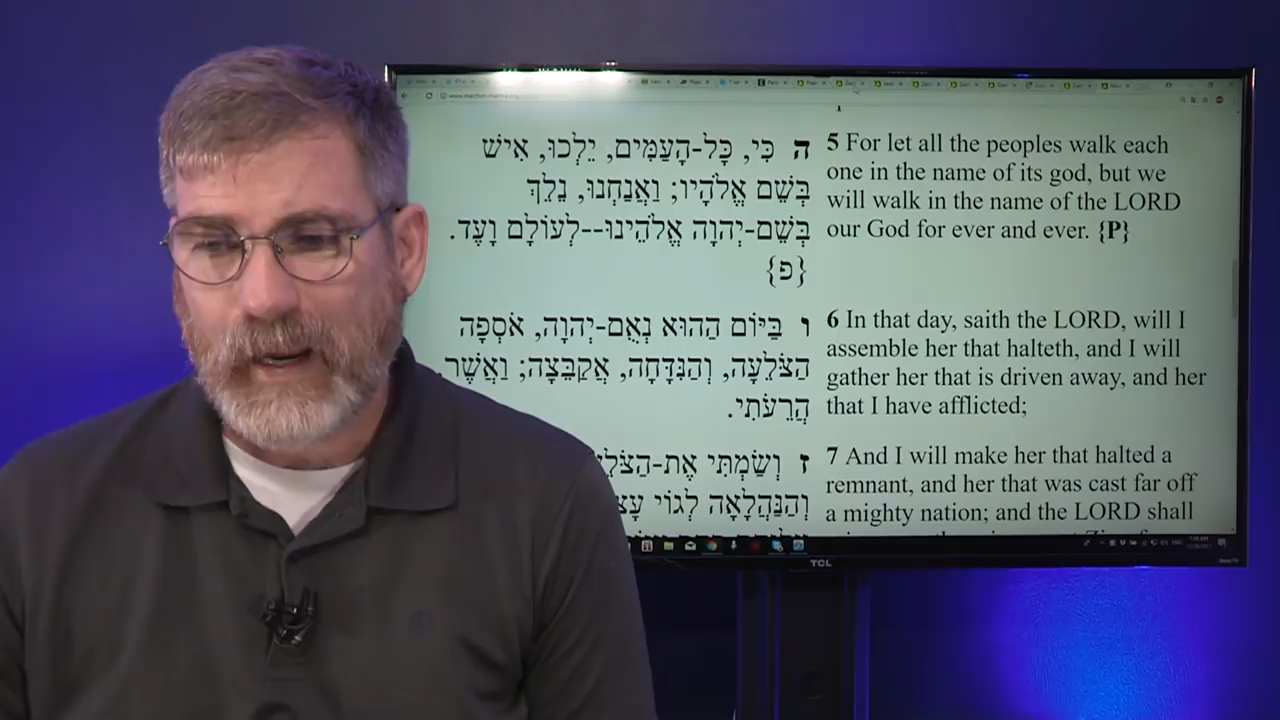 www.mechon-mamre.org
ה כִּי, כָּל-הָעַמִּים, יֵלְכוּ, אִישׁ
בְּשֵׁם אֱלֹהָיו; וַאֲנַחְנוּ, נֵלֵךְ
בְּשֵׁם-יְהוָה אֱלֹהֵינוּ--לְעוֹלָם וָעֶד.
{פ}
5 For let all the peoples walk each
one in the name of its god, but we
will walk in the name of the LORD
our God for ever and ever. {P}
ו בַּיּוֹם הַהוּא נְאֻם-יְהוָה, אֹסְפָה
הַצֹּלֵעָה, וְהַנִּדָּחָה, אֲקַבֵּצָה; וַאֲשֶׁר,
הֲרֵעֹתִי.
6 In that day, saith the LORD, will I
assemble her that halteth, and I will
gather her that is driven away, and her
that I have afflicted;
ז וְשַׂמְתִּי אֶת-הַצֹּלֵ
וְהַנַּהֲלָאָה לְגוֹי עָצ
7 And I will make her that halted a
remnant, and her that was cast far off
a mighty nation; and the LORD shall
TCL